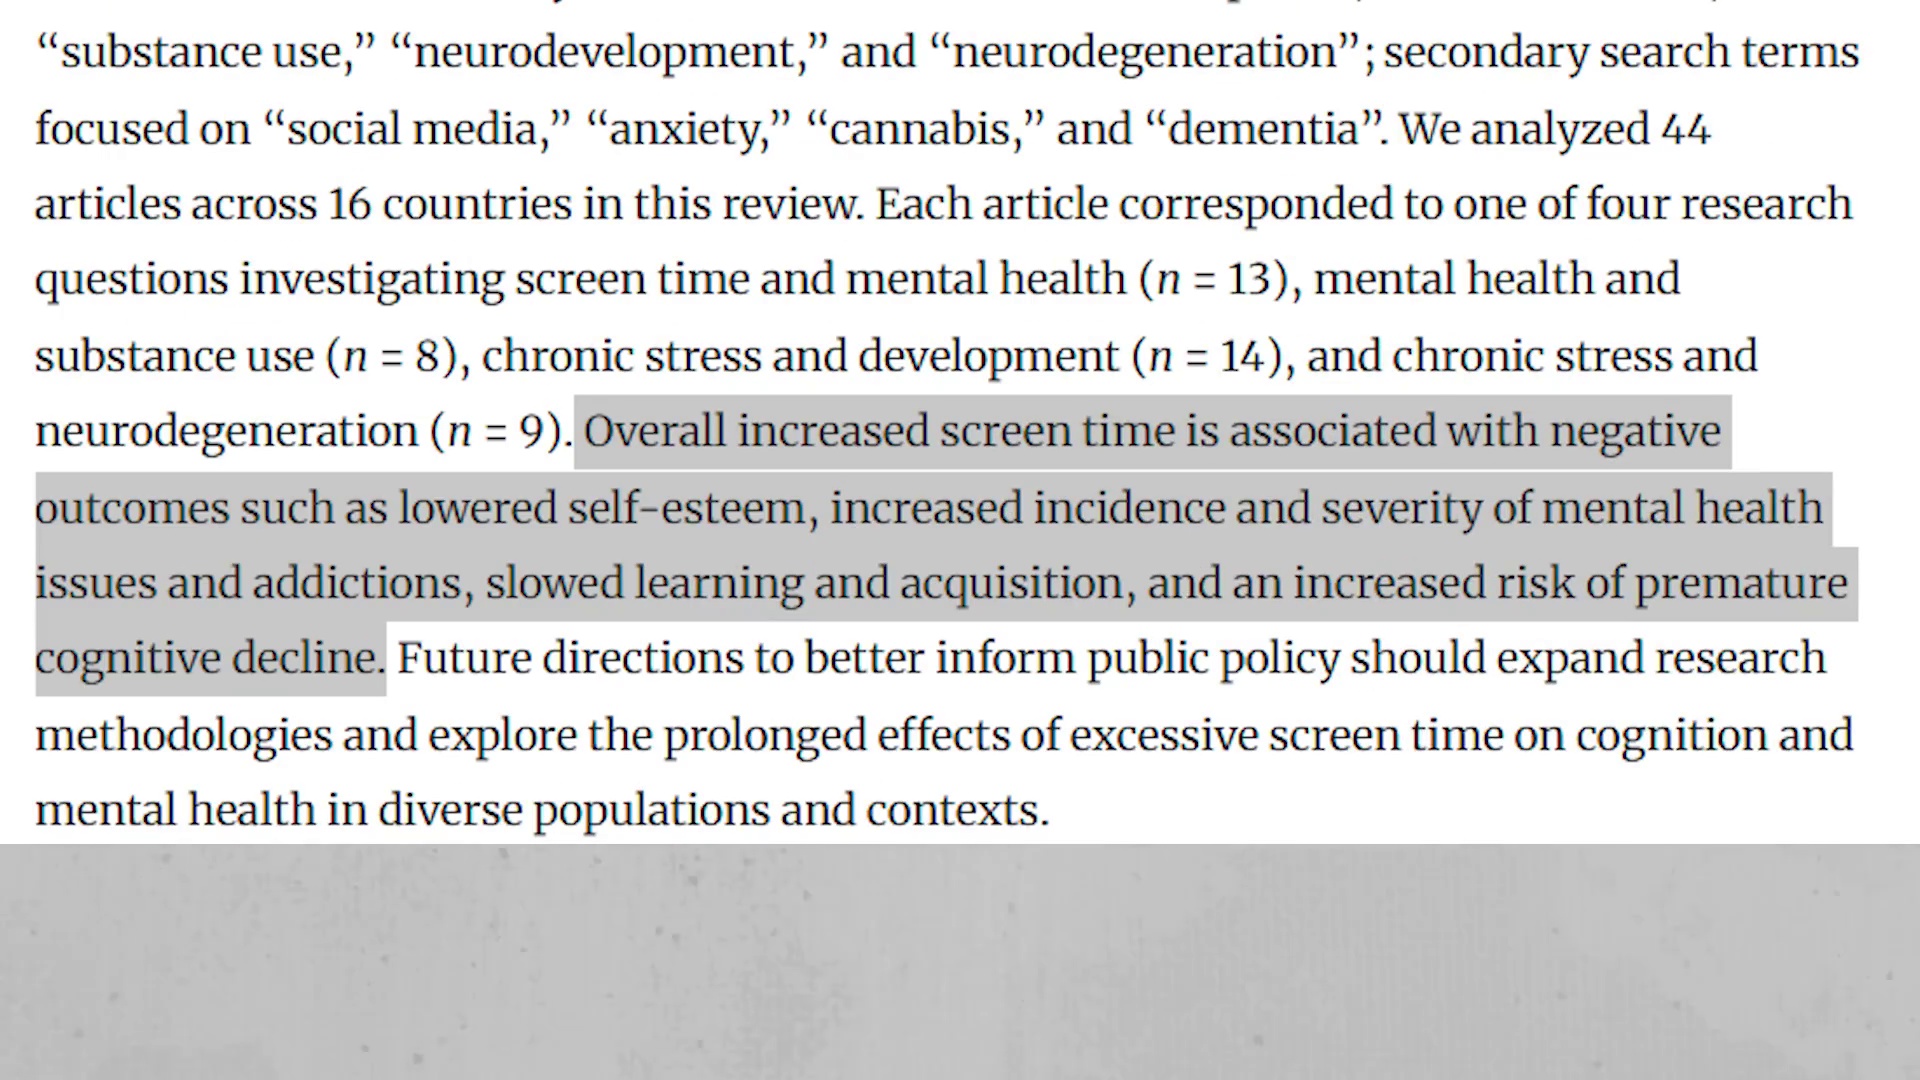 “substance use,” “neurodevelopment,” and “neurodegeneration”; secondary search terms
focused on “social media,” “anxiety,” “cannabis,” and “dementia”. We analyzed 44
articles across 16 countries in this review. Each article corresponded to one of four research
questions investigating screen time and mental health (n = 13), mental health and
substance use (n = 8), chronic stress and development (n = 14), and chronic stress and
neurodegeneration (n = 9). Overall increased screen time is associated with negative
outcomes such as lowered self-esteem, increased incidence and severity of mental health
issues and addictions, slowed learning and acquisition, and an increased risk of premature
cognitive decline. Future directions to better inform public policy should expand research
methodologies and explore the prolonged effects of excessive screen time on cognition and
mental health in diverse populations and contexts.